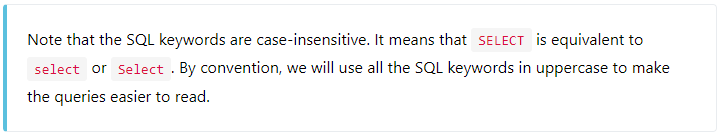 Note that the SQL keywords are case-insensitive. It means that SELECT is equivalent to
select or Select . By convention, we will use all the SQL keywords in uppercase to make
the queries easier to read.